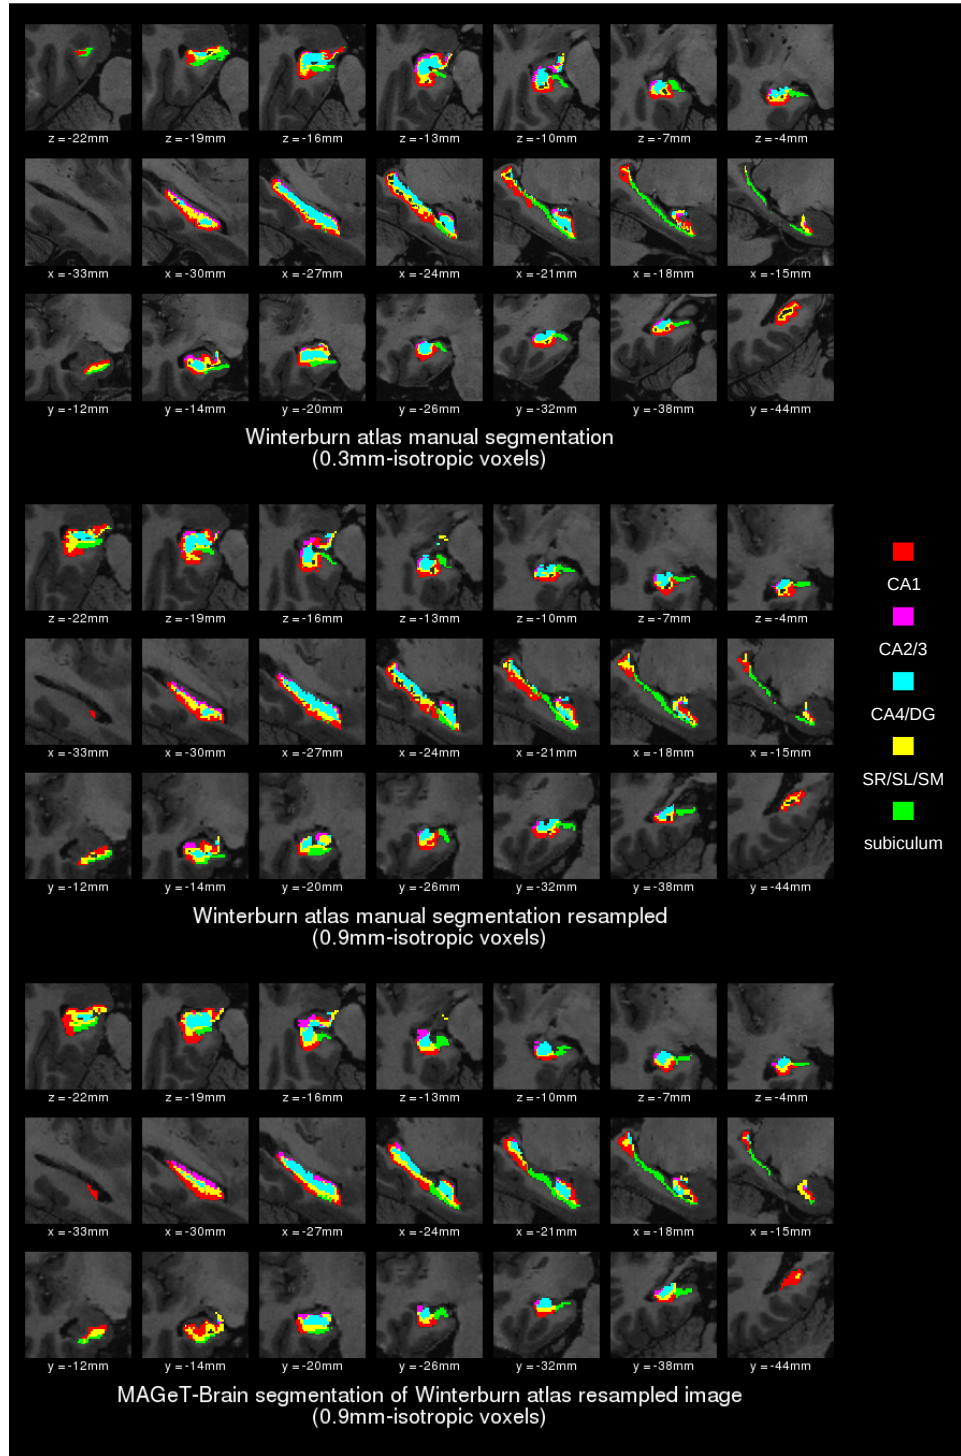 z = -22mm z = -19mm z = -16mm z = -13mm z = -10mm z = -7mm z = -4mm
x = -33mm x = -30mm x = -27mm x = -24mm x = -21mm x = -18mm x = -15mm
y = -12mm y = -14mm y = -20mm y = -26mm y = -32mm y = -38mm y = -44mm
Winterburn atlas manual segmentation
(0.3mm-isotropic voxels)
z = -22mm z = -19mm z = -16mm z = -13mm z = -10mm z = -7mm z = -4mm
x = -33mm x = -30mm x = -27mm x = -24mm x = -21mm x = -18mm x = -15mm
y = -12mm y = -14mm y = -20mm y = -26mm y = -32mm y = -38mm y = -44mm
Winterburn atlas manual segmentation resampled
(0.9mm-isotropic voxels)
z = -22mm z = -19mm z = -16mm z = -13mm z = -10mm z = -7mm z = -4mm
x = -33mm x = -30mm x = -27mm x = -24mm x = -21mm x = -18mm x = -15mm
y = -12mm y = -14mm y = -20mm y = -26mm y = -32mm y = -38mm y = -44mm
MAGeT-Brain segmentation of Winterburn atlas resampled image
(0.9mm-isotropic voxels)
CA1
CA2/3
CA4/DG
SR/SL/SM
subiculum